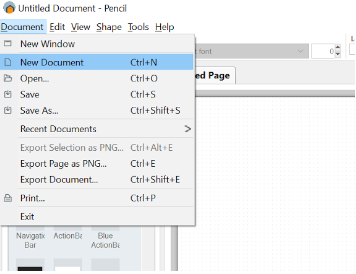 Untitled Document - Pencil
Document Edit View Shape Tools Help
New Window
font 0
New Document Ctrl+N
ed Page
Open... Ctrl+O
Save Ctrl+S
Save As... Ctrl+Shift+S
Recent Documents >
Export Selection as PNG... Ctrl+Alt+E
Export Page as PNG... Ctrl+E
Export Document... Ctrl+Shift+E
Print... Ctrl+P
Exit
Navigatio ActionBa Blue
Bar ActionBa